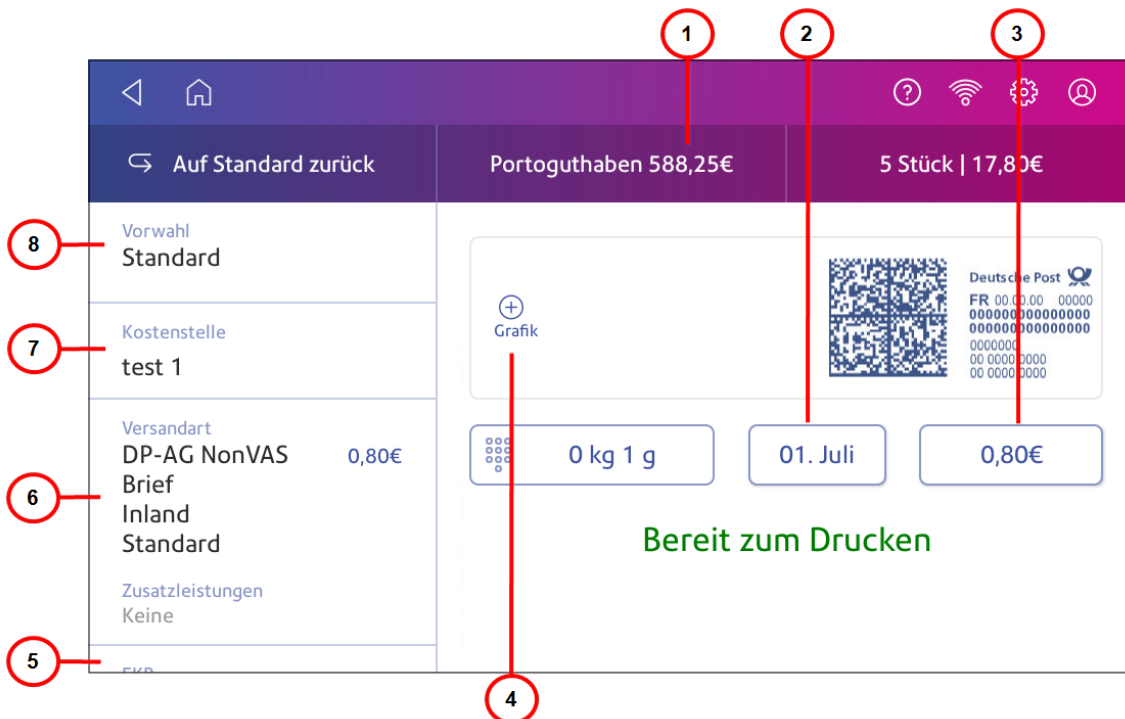 1
2
3
Auf Standard zurück
Portoguthaben 588,25€
5 Stück | 17,80€
8
Vorwahl
Standard
7
Kostenstelle
test 1
6
Versandart
DP-AG NonVAS 0,80€
Brief
Inland
Standard
Zusatzleistungen
Keine
5
4
Grafik
Deutsche Post
FR 00.00.00 00000
000000000000000
000000000000000
0000000
00 0000 0000
00 0000 0000
0 kg 1 g
01. Juli
0,80€
Bereit zum Drucken